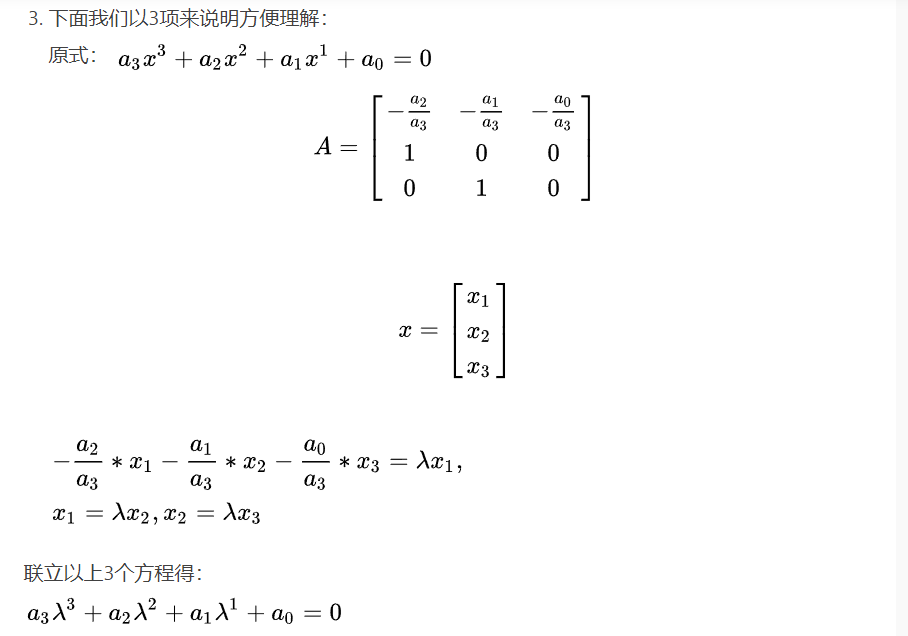 3. 下面我们以3项来说明方便理解：
原式： $a_3x^3 + a_2x^2 + a_1x^1 + a_0 = 0$
$A = \begin{bmatrix} -\frac{a_2}{a_3} & -\frac{a_1}{a_3} & -\frac{a_0}{a_3} \\ 1 & 0 & 0 \\ 0 & 1 & 0 \end{bmatrix}$
$x = \begin{bmatrix} x_1 \\ x_2 \\ x_3 \end{bmatrix}$
$-\frac{a_2}{a_3} * x_1 - \frac{a_1}{a_3} * x_2 - \frac{a_0}{a_3} * x_3 = \lambda x_1,$
$x_1 = \lambda x_2, x_2 = \lambda x_3$
联立以上3个方程得：
$a_3\lambda^3 + a_2\lambda^2 + a_1\lambda^1 + a_0 = 0$